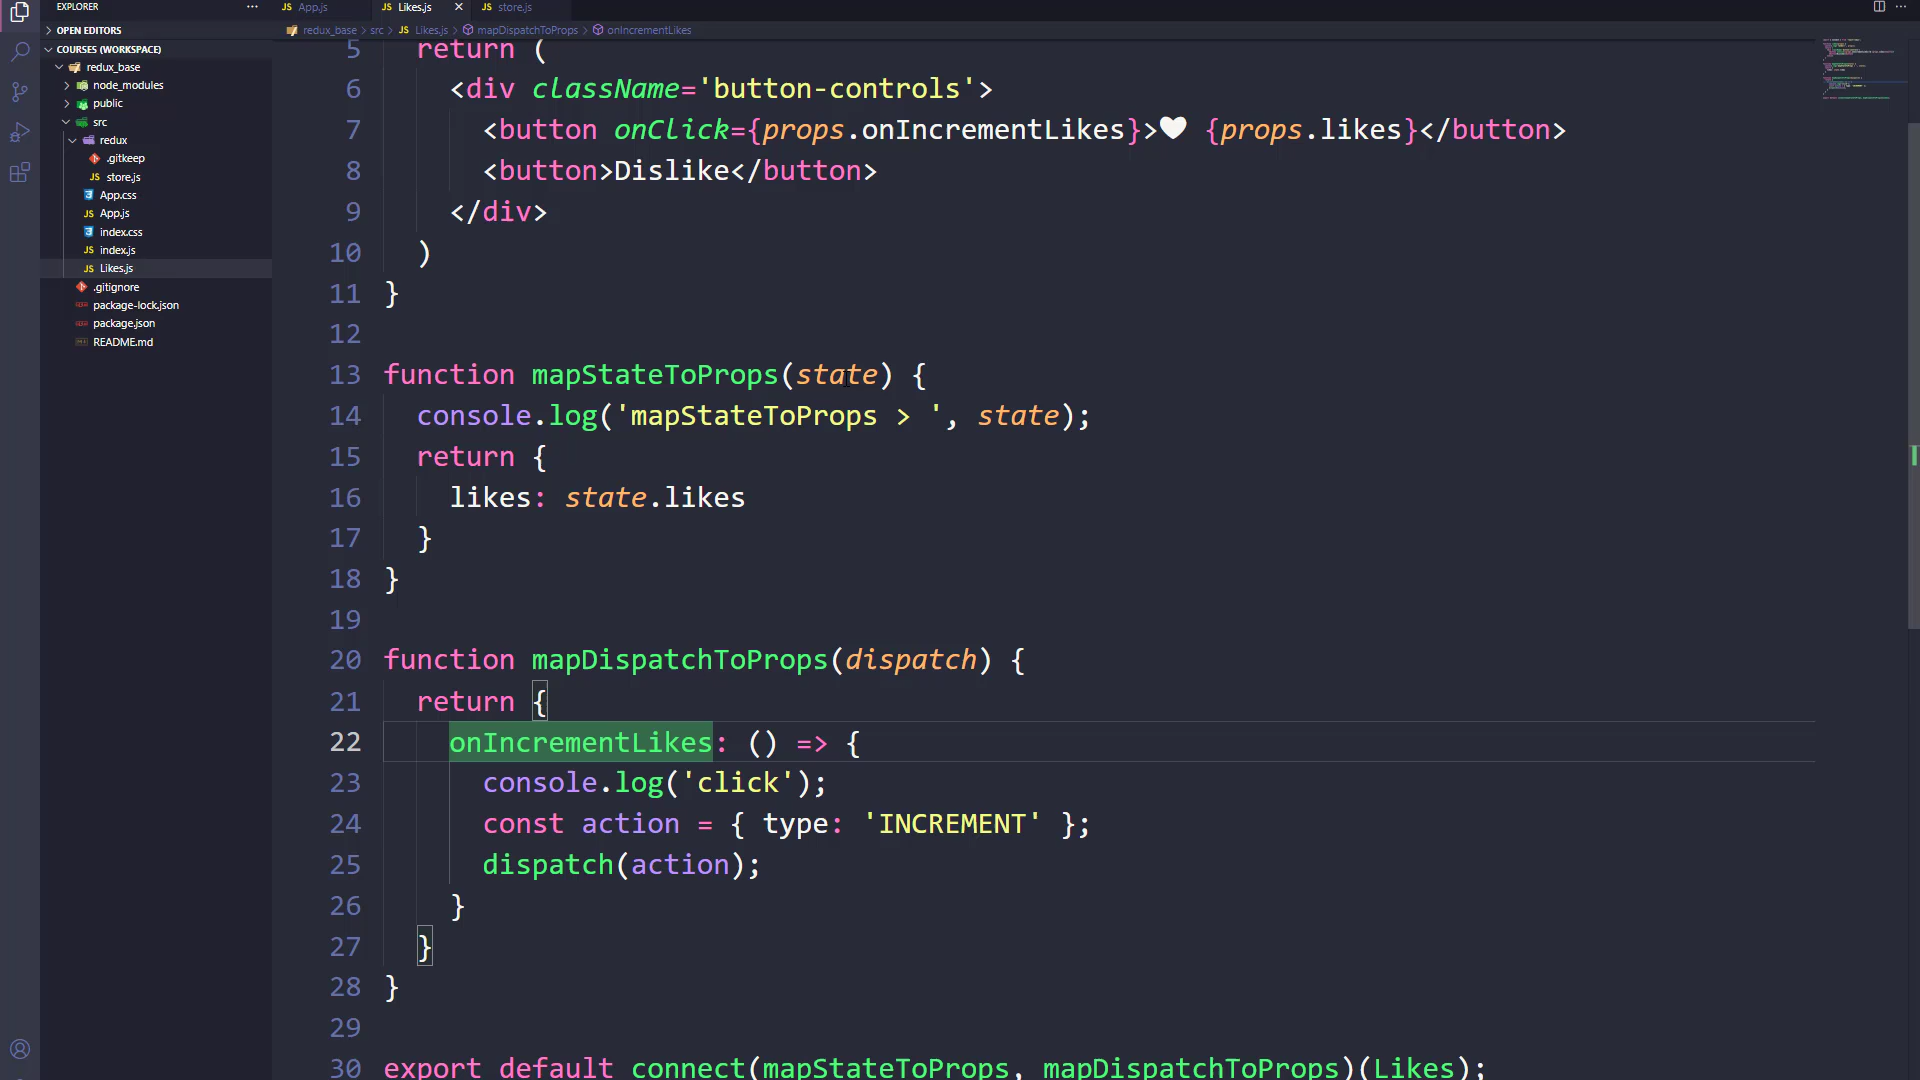 EXPLORER
App.js
Likes.js
store.js
OPEN EDITORS
redux_base > src > JS Likes.js > mapDispatchToProps > onIncrementLikes
COURSES (WORKSPACE)
redux_base
node_modules
public
src
redux
.gitkeep
JS store.js
App.css
JS App.js
index.css
JS index.js
JS Likes.js
.gitignore
package-lock.json
package.json
README.md
5 return (
6 <div className='button-controls'>
7 <button onClick={props.onIncrementLikes}>🤍 {props.likes}</button>
8 <button>Dislike</button>
9 </div>
10 )
11 }
12
13 function mapStateToProps(state) {
14 console.log('mapStateToProps > ', state);
15 return {
16 likes: state.likes
17 }
18 }
19
20 function mapDispatchToProps(dispatch) {
21 return {
22 onIncrementLikes: () => {
23 console.log('click');
24 const action = { type: 'INCREMENT' };
25 dispatch(action);
26 }
27 }
28 }
29
30 export default connect(mapStateToProps, mapDispatchToProps)(Likes);